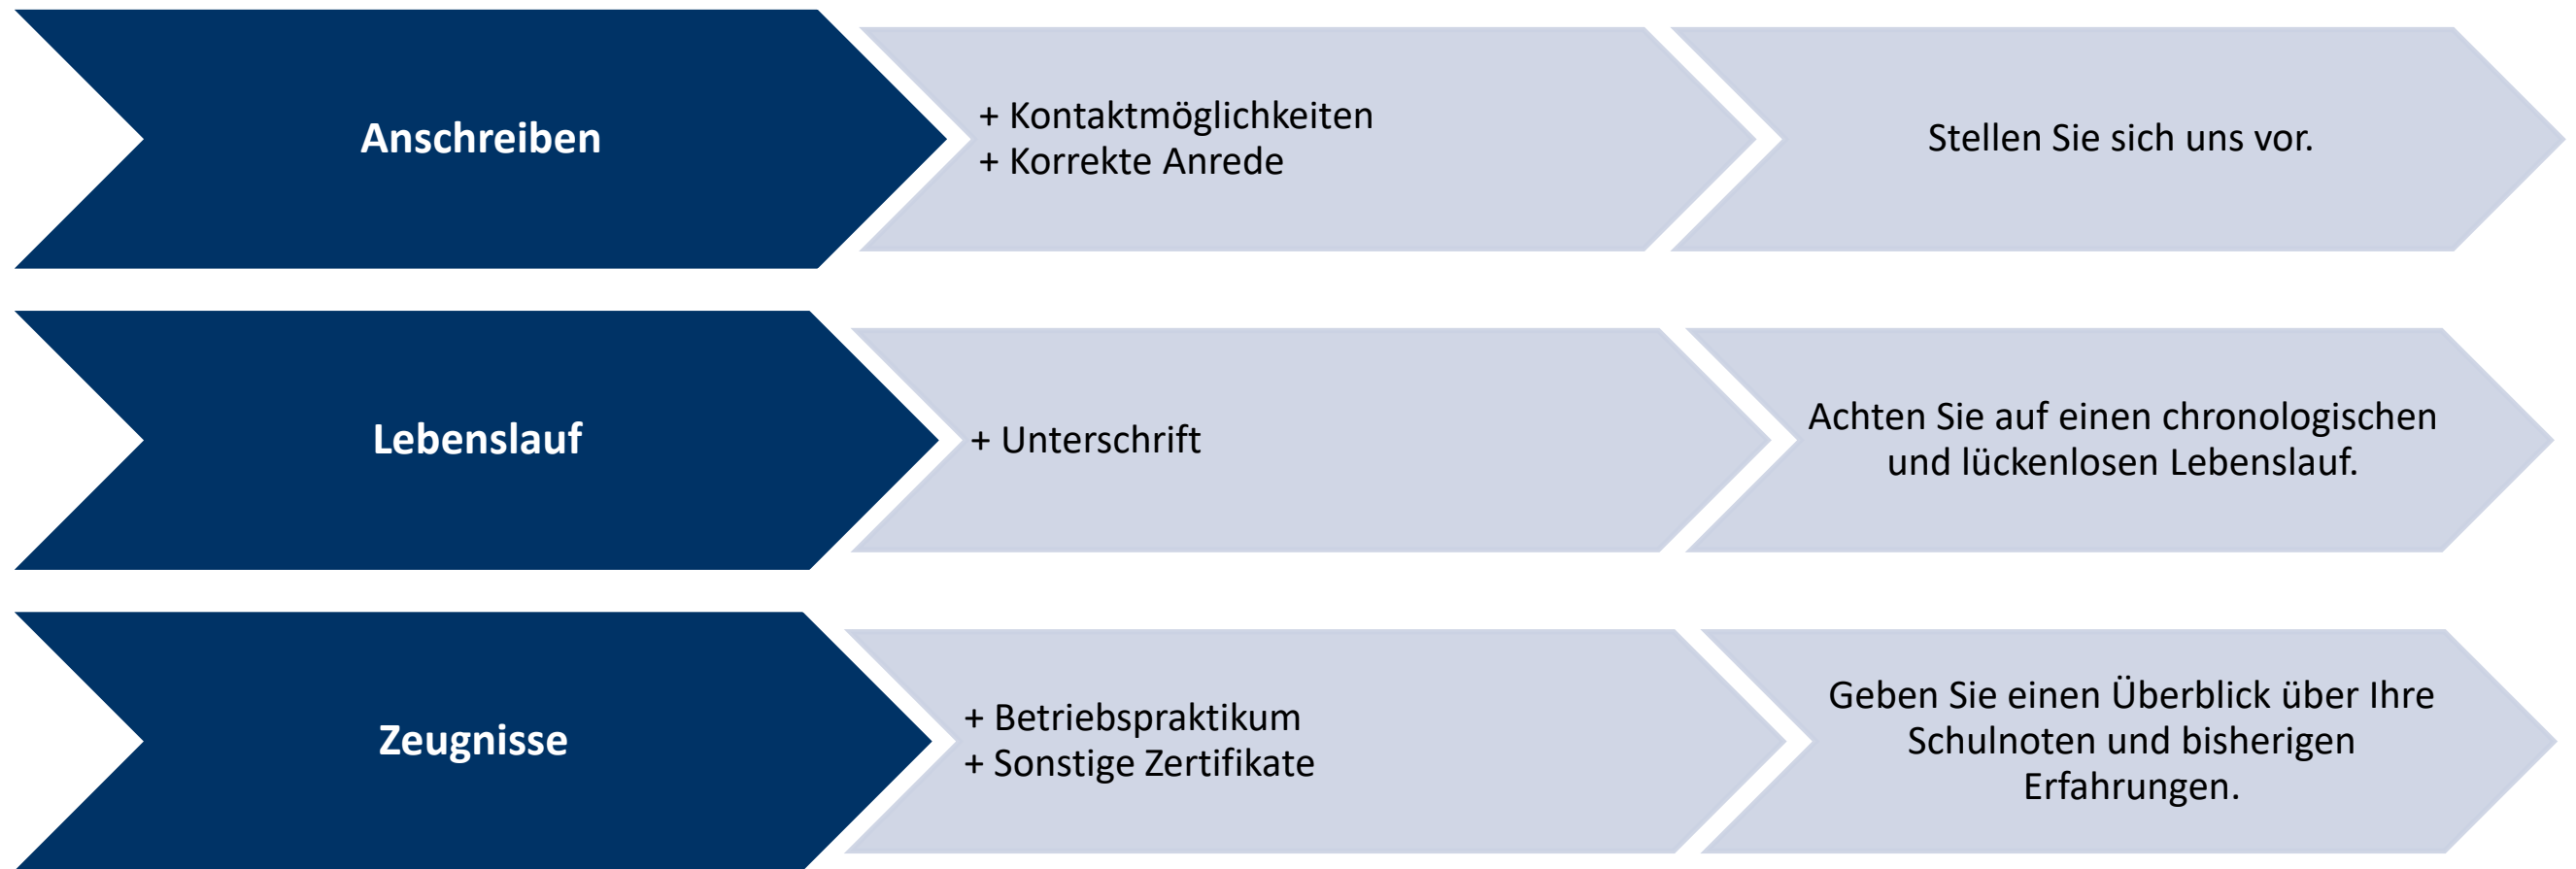 Anschreiben
+ Kontaktmöglichkeiten
+ Korrekte Anrede
Stellen Sie sich uns vor.
Lebenslauf
+ Unterschrift
Achten Sie auf einen chronologischen
und lückenlosen Lebenslauf.
Zeugnisse
+ Betriebspraktikum
+ Sonstige Zertifikate
Geben Sie einen Überblick über Ihre
Schulnoten und bisherigen
Erfahrungen.